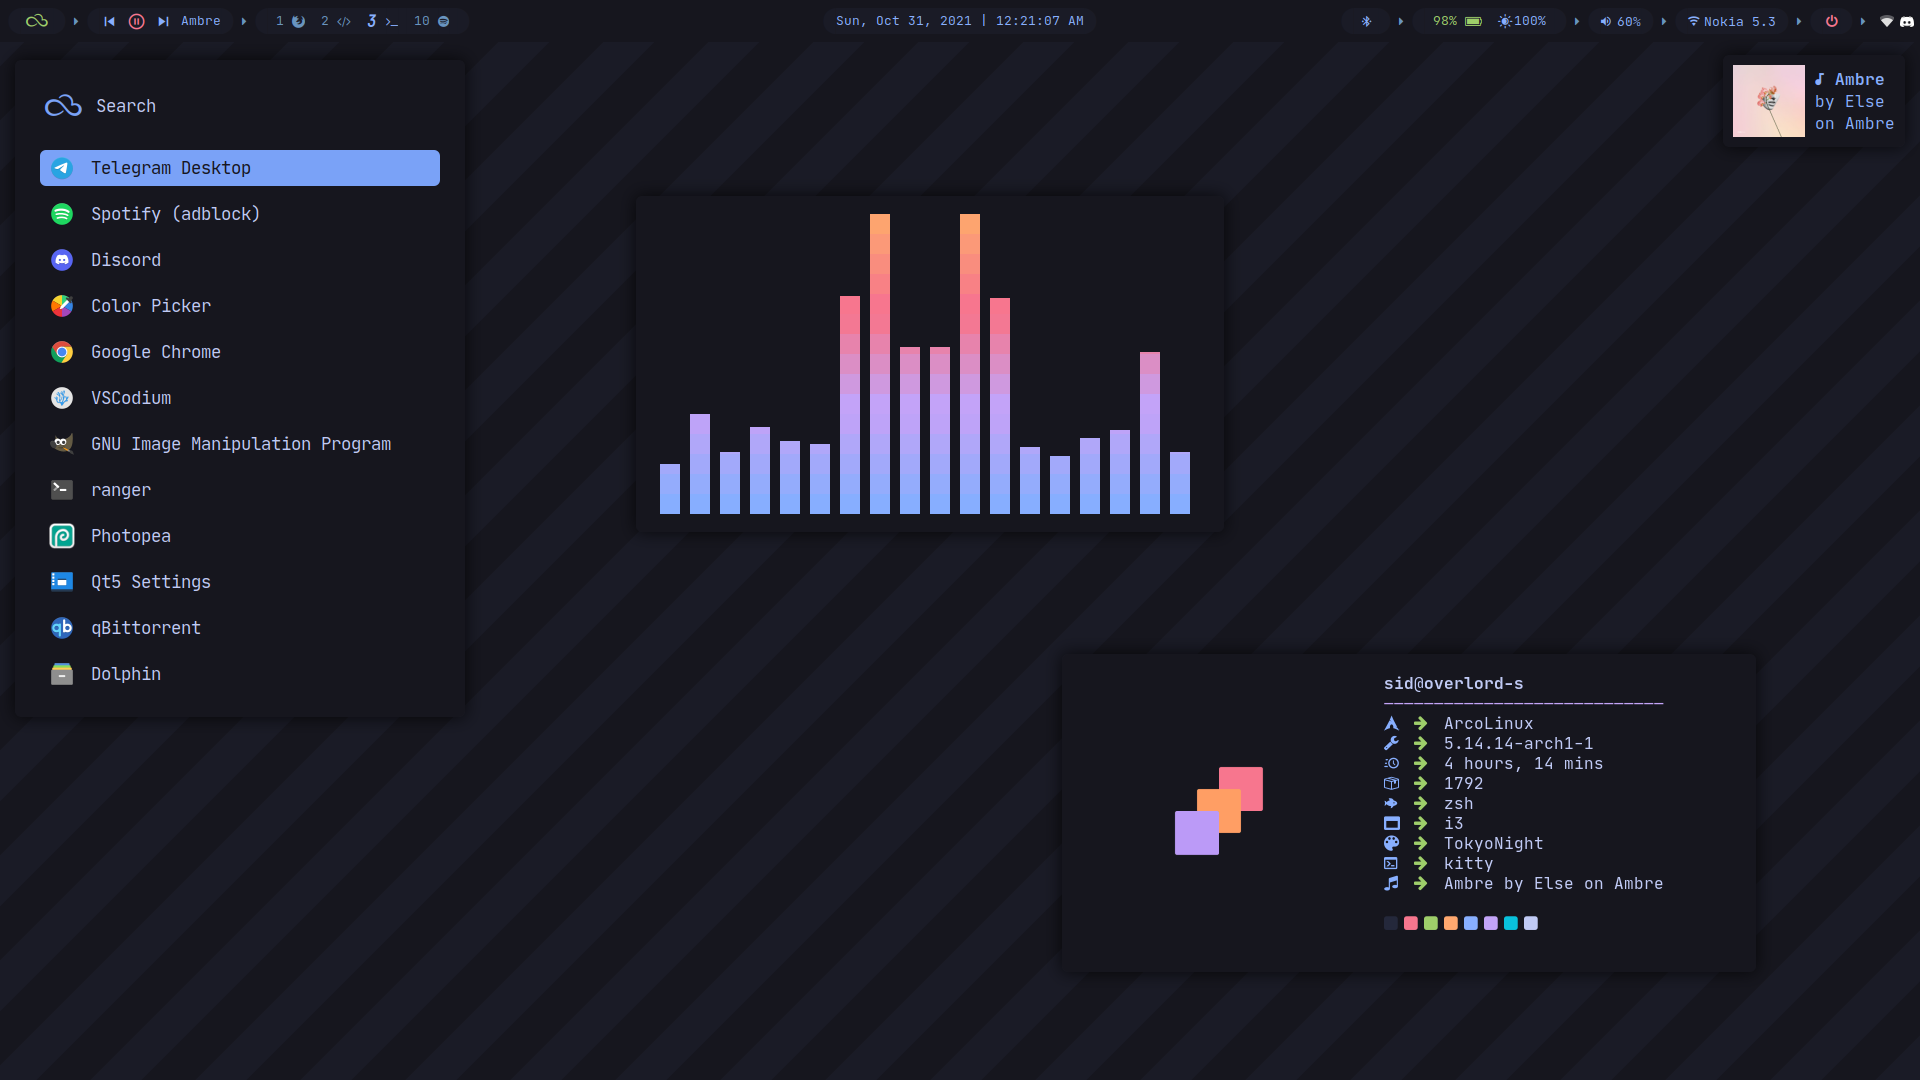 Ambre
1
2
3
10
Sun, Oct 31, 2021 | 12:21:07 AM
98%
100%
60%
Nokia 5.3
Search
Telegram Desktop
Spotify (adblock)
Discord
Color Picker
Google Chrome
VSCodium
GNU Image Manipulation Program
ranger
Photopea
Qt5 Settings
qBittorrent
Dolphin
Ambre
by Else
on Ambre
sid@overlord-s
ArcoLinux
5.14.14-arch1-1
4 hours, 14 mins
1792
zsh
i3
TokyoNight
kitty
Ambre by Else on Ambre